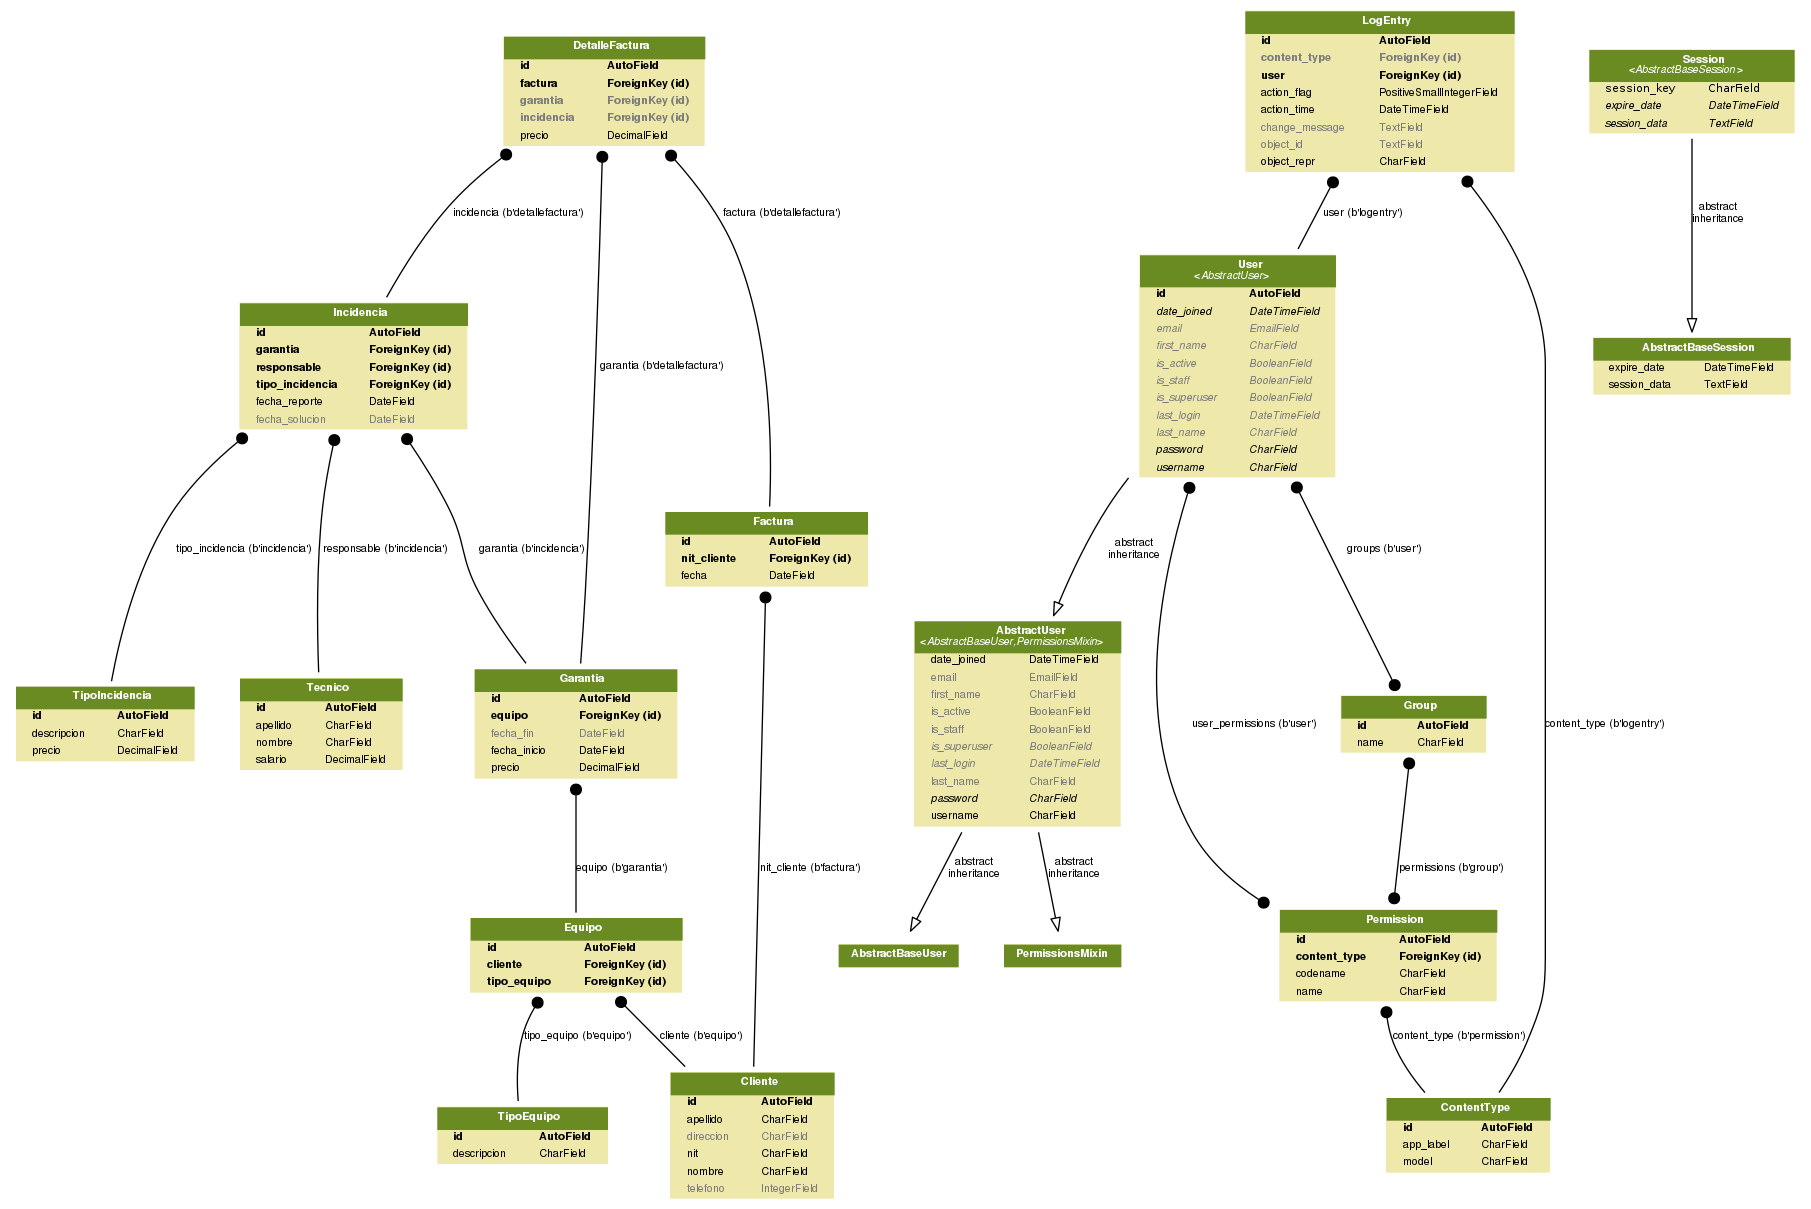 DetalleFactura
id AutoField
factura ForeignKey (id)
garantia ForeignKey (id)
incidencia ForeignKey (id)
precio DecimalField
incidencia (b'detallefactura')
factura (b'detallefactura')
garantia (b'detallefactura')
Incidencia
id AutoField
garantia ForeignKey (id)
responsable ForeignKey (id)
tipo_incidencia ForeignKey (id)
fecha_reporte DateField
fecha_solucion DateField
tipo_incidencia (b'incidencia')
responsable (b'incidencia')
garantia (b'incidencia')
Factura
id AutoField
nit_cliente ForeignKey (id)
fecha DateField
TipoIncidencia
id AutoField
descripcion CharField
precio DecimalField
Tecnico
id AutoField
apellido CharField
nombre CharField
salario DecimalField
Garantia
id AutoField
equipo ForeignKey (id)
fecha_fin DateField
fecha_inicio DateField
precio DecimalField
equipo (b'garantia')
nit_cliente (b'factura')
Equipo
id AutoField
cliente ForeignKey (id)
tipo_equipo ForeignKey (id)
tipo_equipo (b'equipo')
cliente (b'equipo')
TipoEquipo
id AutoField
descripcion CharField
Cliente
id AutoField
apellido CharField
direccion CharField
nit CharField
nombre CharField
telefono IntegerField
LogEntry
id AutoField
content_type ForeignKey (id)
user ForeignKey (id)
action_flag PositiveSmallIntegerField
action_time DateTimeField
change_message TextField
object_id TextField
object_repr CharField
user (b'logentry')
User
<AbstractUser>
id AutoField
date_joined DateTimeField
email EmailField
first_name CharField
is_active BooleanField
is_staff BooleanField
is_superuser BooleanField
last_login DateTimeField
last_name CharField
password CharField
username CharField
abstract
inheritance
groups (b'user')
AbstractUser
<AbstractBaseUser,PermissionsMixin>
date_joined DateTimeField
email EmailField
first_name CharField
is_active BooleanField
is_staff BooleanField
is_superuser BooleanField
last_login DateTimeField
last_name CharField
password CharField
username CharField
user_permissions (b'user')
content_type (b'logentry')
Group
id AutoField
name CharField
abstract
inheritance
abstract
inheritance
permissions (b'group')
AbstractBaseUser
PermissionsMixin
Permission
id AutoField
content_type ForeignKey (id)
codename CharField
name CharField
content_type (b'permission')
ContentType
id AutoField
app_label CharField
model CharField
Session
<AbstractBaseSession>
session_key CharField
expire_date DateTimeField
session_data TextField
abstract
inheritance
AbstractBaseSession
expire_date DateTimeField
session_data TextField